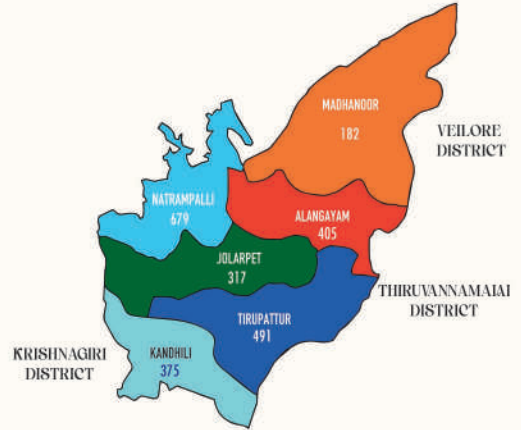 MADHANOOR
182
VEILORE
DISTRICT
NATRAMPALLI
679
ALANGAYAM
405
JOLARPET
317
THIRUVANNAMAIAI
DISTRICT
TIRUPATTUR
491
KRISHNAGIRI
DISTRICT
KANDHILI
375